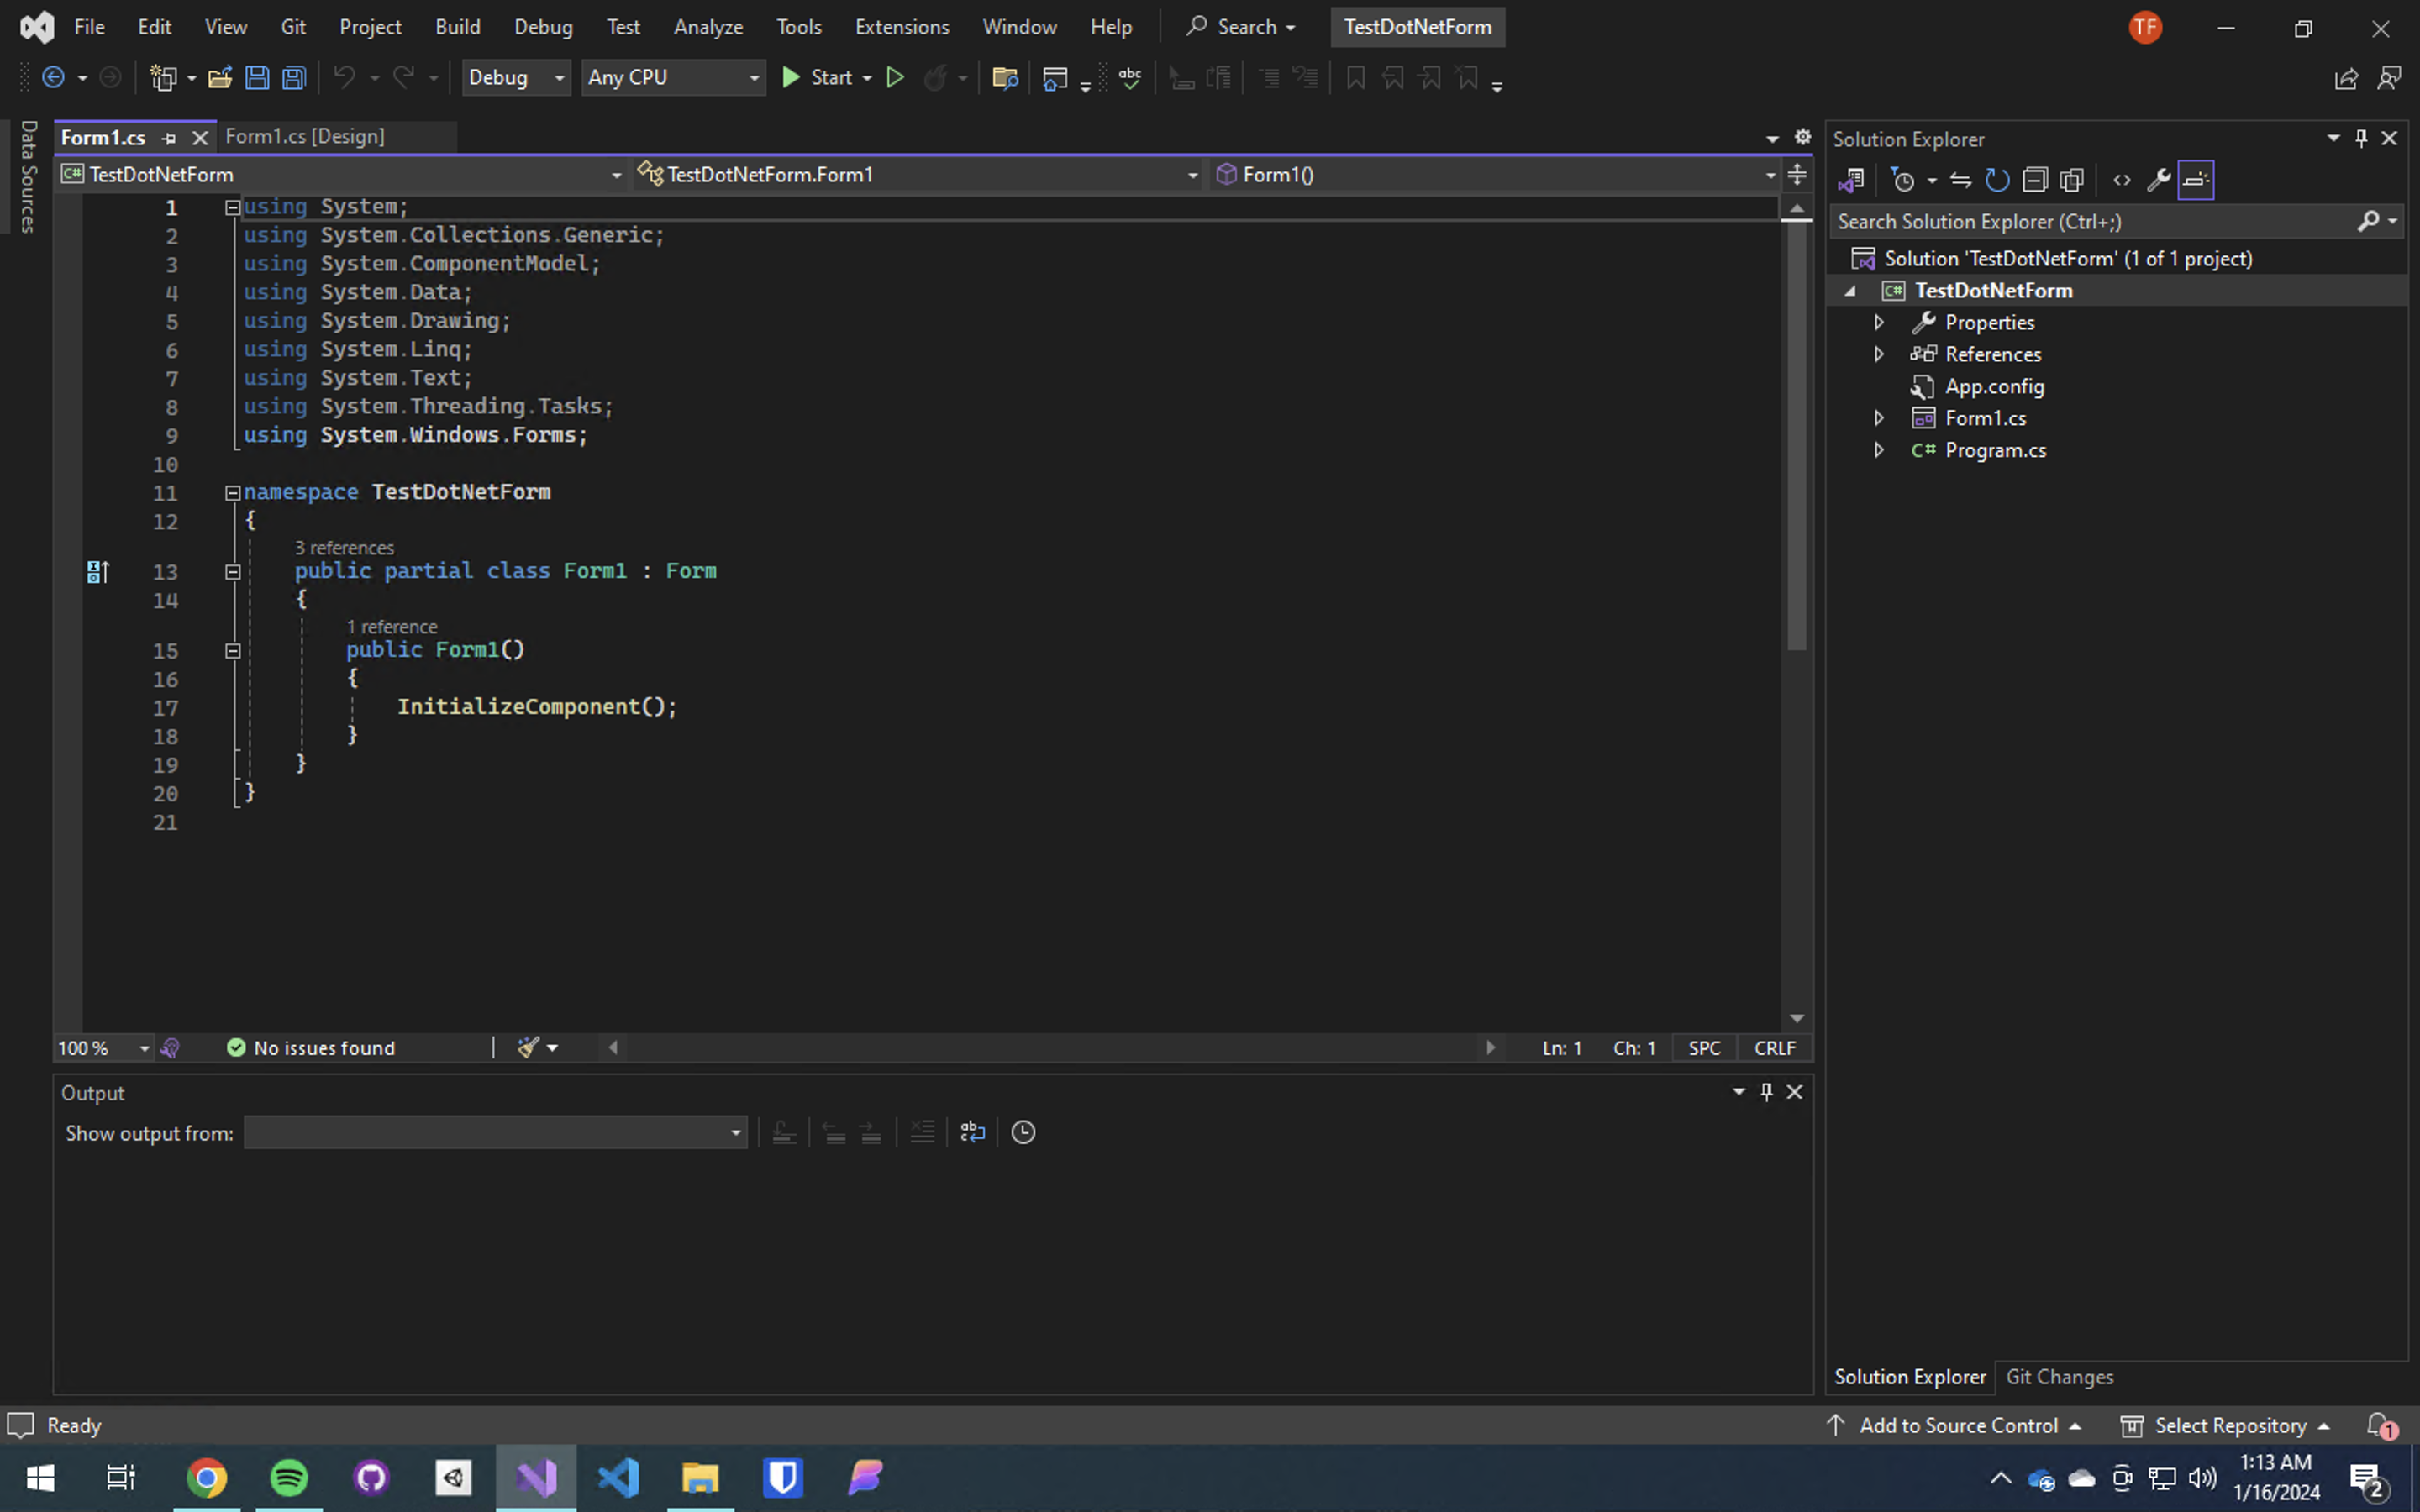 File Edit View Git Project Build Debug Test Analyze Tools Extensions Window Help Search TestDotNetForm TF
Debug Any CPU Start abc
Data Sources
Form1.cs Form1.cs [Design]
TestDotNetForm TestDotNetForm.Form1 Form1()
1 using System;
2 using System.Collections.Generic;
3 using System.ComponentModel;
4 using System.Data;
5 using System.Drawing;
6 using System.Linq;
7 using System.Text;
8 using System.Threading.Tasks;
9 using System.Windows.Forms;
10
11 namespace TestDotNetForm
12 {
3 references
13 public partial class Form1 : Form
14 {
1 reference
15 public Form1()
16 {
17 InitializeComponent();
18 }
19 }
20 }
21
100 % No issues found Ln: 1 Ch: 1 SPC CRLF
Output
Show output from:
Solution Explorer
Search Solution Explorer (Ctrl+;)
Solution 'TestDotNetForm' (1 of 1 project)
C# TestDotNetForm
Properties
References
App.config
Form1.cs
C# Program.cs
Solution Explorer Git Changes
Ready Add to Source Control Select Repository 1
1:13 AM
1/16/2024
2